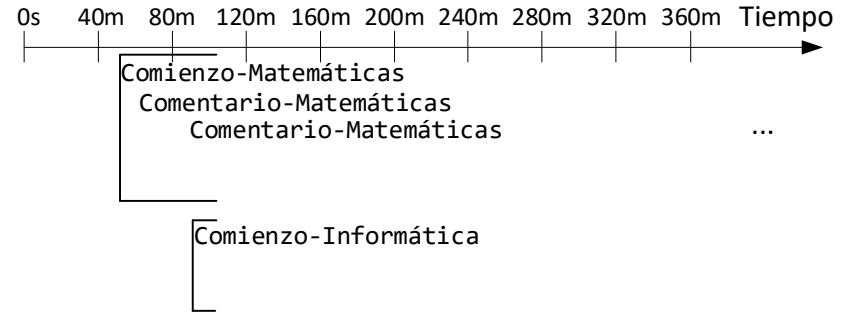 0s 40m 80m 120m 160m 200m 240m 280m 320m 360m Tiempo
Comienzo-Matemáticas
Comentario-Matemáticas
Comentario-Matemáticas ...
Comienzo-Informática